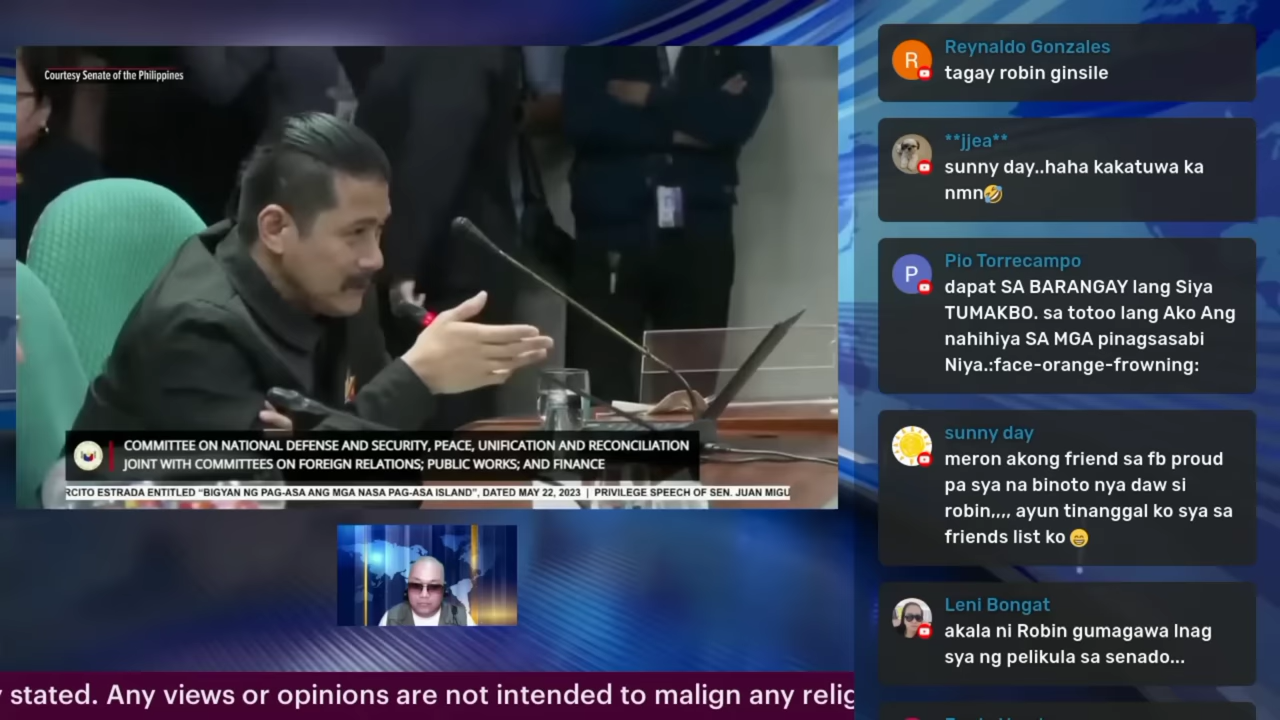 Courtesy Senate of the Philippines
COMMITTEE ON NATIONAL DEFENSE AND SECURITY, PEACE, UNIFICATION AND RECONCILIATION
JOINT WITH COMMITTEES ON FOREIGN RELATIONS; PUBLIC WORKS; AND FINANCE
RCITO ESTRADA ENTITLED “BIGYAN NG PAG-ASA ANG MGA NASA PAG-ASA ISLAND”, DATED MAY 22, 2023 | PRIVILEGE SPEECH OF SEN. JUAN MIGU
stated. Any views or opinions are not intended to malign any relig
R
Reynaldo Gonzales
tagay robin ginsile
**jjea**
sunny day..haha kakatuwa ka
nmn🤣
P
Pio Torrecampo
dapat SA BARANGAY lang Siya
TUMAKBO. sa totoo lang Ako Ang
nahihiya SA MGA pinagsasabi
Niya.:face-orange-frowning:
sunny day
meron akong friend sa fb proud
pa sya na binoto nya daw si
robin,,,, ayun tinanggal ko sya sa
friends list ko 😁
Leni Bongat
akala ni Robin gumagawa lnag
sya ng pelikula sa senado...